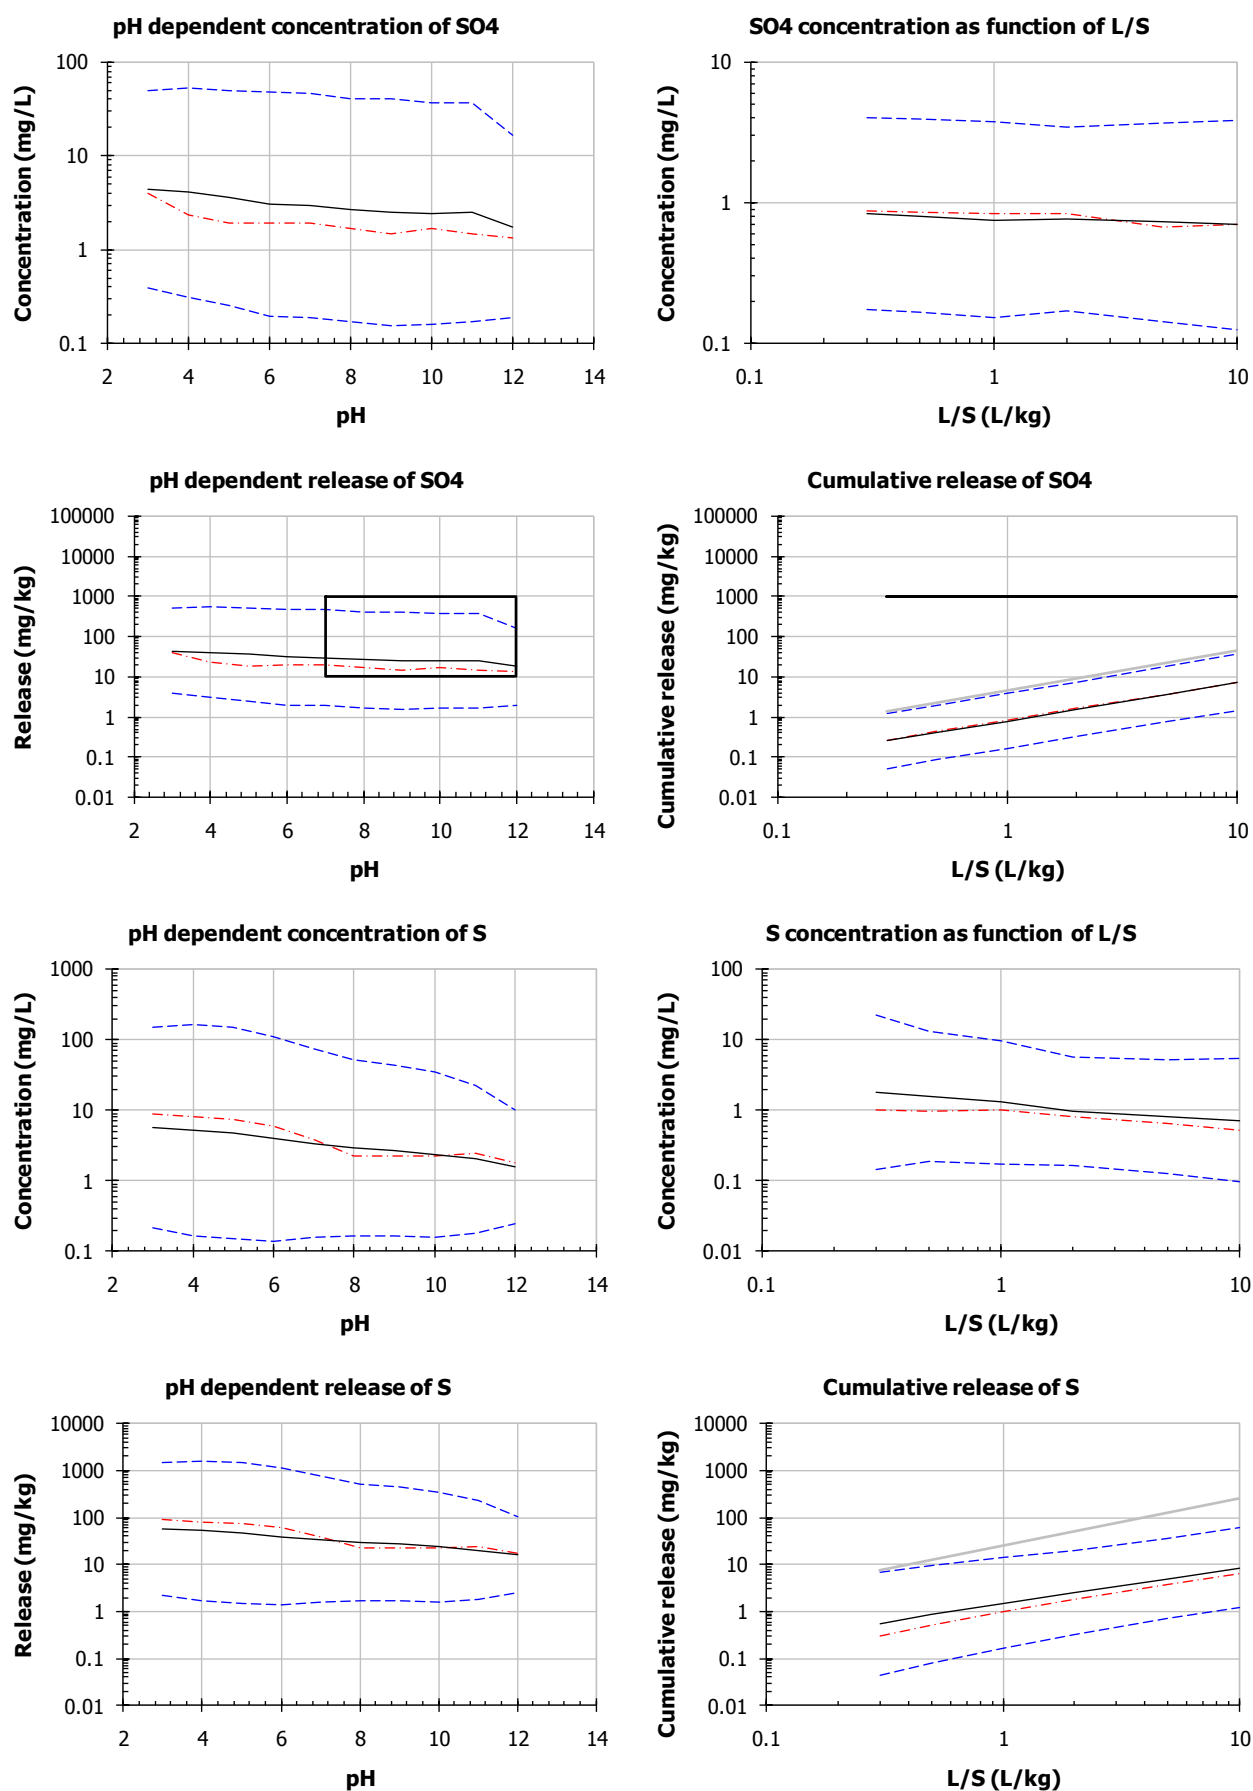 pH dependent concentration of SO4
Concentration (mg/L)
100
10
1
0.1
2 4 6 8 10 12 14
pH
SO4 concentration as function of L/S
Concentration (mg/L)
10
1
0.1
0.1 1 10
L/S (L/kg)
pH dependent release of SO4
Release (mg/kg)
100000
10000
1000
100
10
1
0.1
0.01
2 4 6 8 10 12 14
pH
Cumulative release of SO4
Cumulative release (mg/kg)
100000
10000
1000
100
10
1
0.1
0.01
0.1 1 10
L/S (L/kg)
pH dependent concentration of S
Concentration (mg/L)
1000
100
10
1
0.1
2 4 6 8 10 12 14
pH
S concentration as function of L/S
Concentration (mg/L)
100
10
1
0.1
0.01
0.1 1 10
L/S (L/kg)
pH dependent release of S
Release (mg/kg)
10000
1000
100
10
1
0.1
0.01
2 4 6 8 10 12 14
pH
Cumulative release of S
Cumulative release (mg/kg)
10000
1000
100
10
1
0.1
0.01
0.1 1 10
L/S (L/kg)